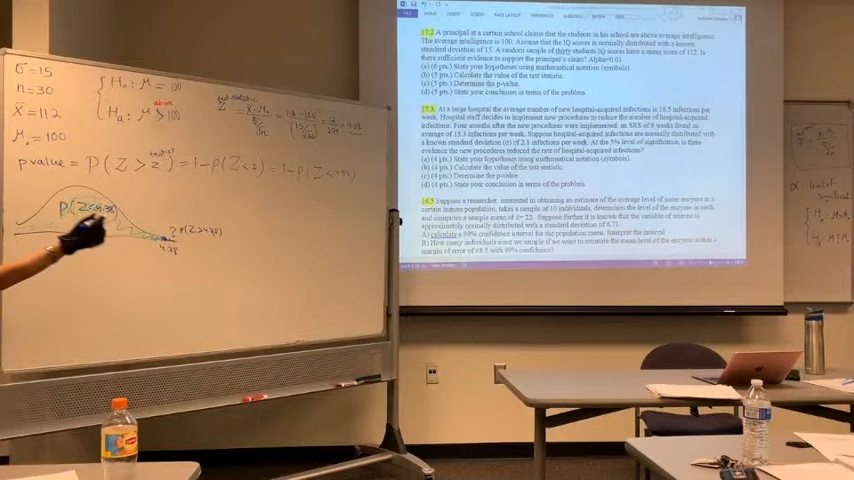 σ=15
n=30
x̄=112
μ₀=100
H₀: μ = 100
above
Hₐ: μ > 100
test statistic
Z = x̄-μ₀ / σ/√n = 112-100 / (15/√30) = 12 / 2.74 = 4.38
p value = P(Z > z test st) = 1-P(Z<z) = 1-P(Z<4.38)
P(Z<4.38)
? P(Z>4.38)
4.38
17.2 A principal at a certain school claims that the students in his school are above average intelligence.
The average intelligence is 100. Assume that the IQ scores is normally distributed with a known
standard deviation of 15. A random sample of thirty students IQ scores have a mean score of 112. Is
there sufficient evidence to support the principal's claim? Alpha=0.01
(a) (6 pts.) State your hypotheses using mathematical notation (symbols).
(b) (5 pts.) Calculate the value of the test statistic.
(c) (5 pts.) Determine the p-value.
(d) (5 pts.) State your conclusion in terms of the problem.
17.3. At a large hospital the average number of new hospital-acquired infections is 16.5 infections per
week. Hospital staff decides to implement new procedures to reduce the number of hospital-acquired
infections. Four months after the new procedures were implemented, an SRS of 9 weeks found an
average of 15.3 infections per week. Suppose hospital-acquired infections are normally distributed with
a known standard deviation (σ) of 2.1 infections per week. At the 5% level of significance, is there
evidence the new procedures reduced the rate of hospital-acquired infections?
(a) (4 pts.) State your hypotheses using mathematical notation (symbols).
(b) (4 pts.) Calculate the value of the test statistic.
(c) (4 pts.) Determine the p-value.
(d) (4 pts.) State your conclusion in terms of the problem.
16.5 Suppose a researcher, interested in obtaining an estimate of the average level of some enzyme in a
certain human population, takes a sample of 10 individuals, determines the level of the enzyme in each,
and computes a sample mean of x̄= 22. Suppose further it is known that the variable of interest is
approximately normally distributed with a standard deviation of 6.71.
A) calculate a 99% confidence interval for the population mean. Interpret the interval.
B) How many individuals must we sample if we want to estimate the mean level of the enzyme within a
margin of error of ±3.5 with 99% confidence?